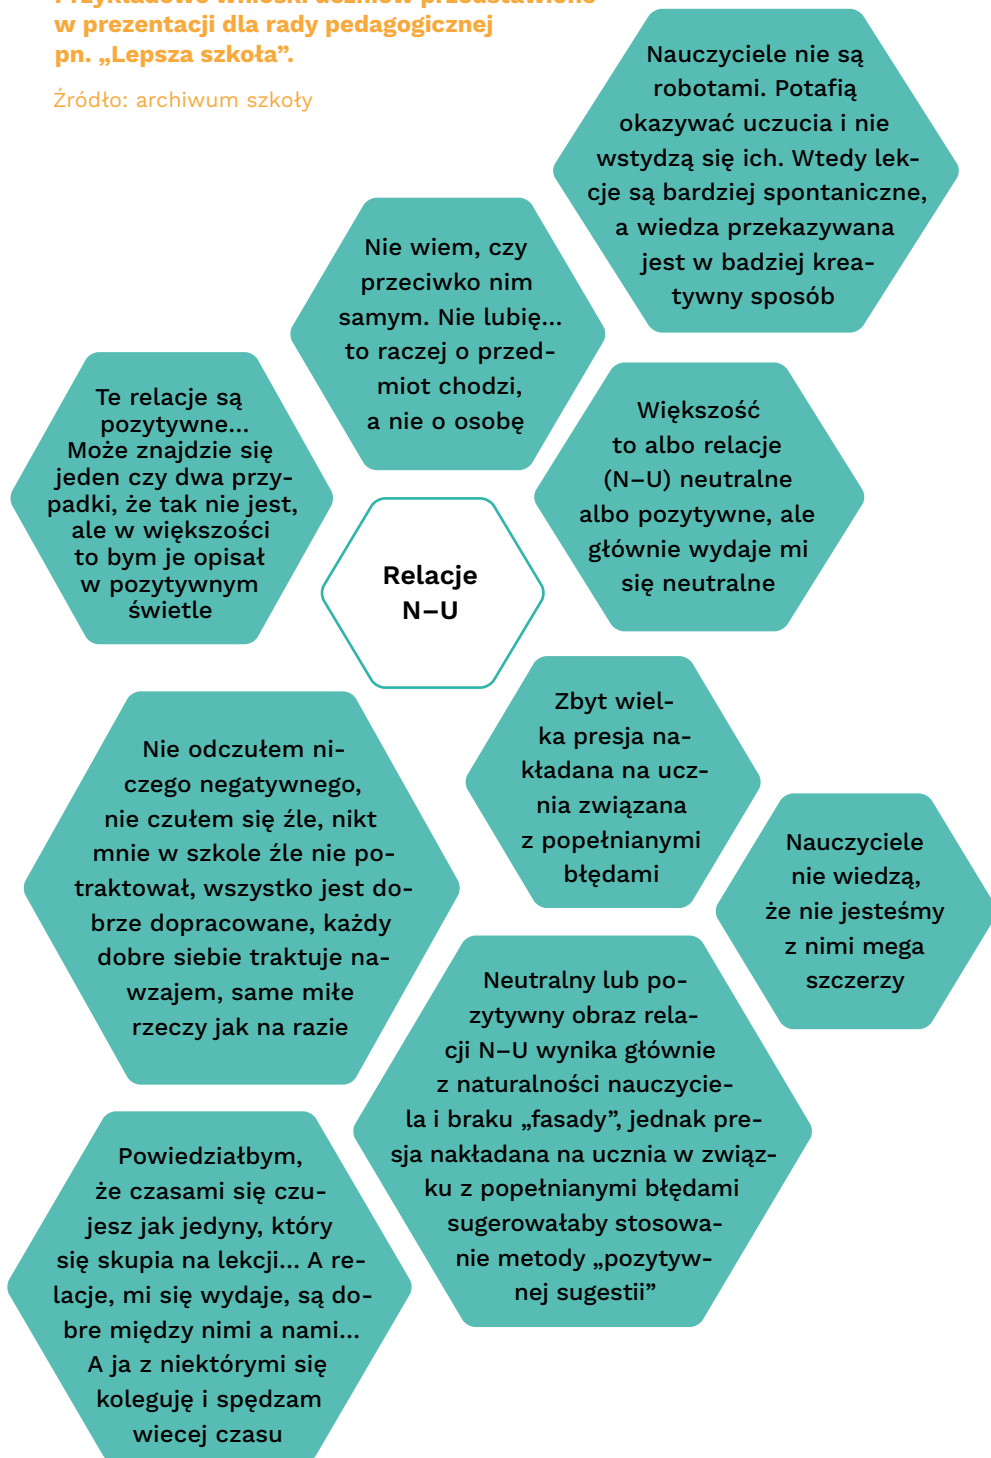 Przykładowe wnioski uczniów przedstawione
w prezentacji dla rady pedagogicznej
pn. „Lepsza szkoła”.
Źródło: archiwum szkoły
Nauczyciele nie są
robotami. Potafią
okazywać uczucia i nie
wstydzą się ich. Wtedy lek-
cje są bardziej spontaniczne,
a wiedza przekazywana
jest w badziej krea-
tywny sposób
Nie wiem, czy
przeciwko nim
samym. Nie lubię...
to raczej o przed-
miot chodzi,
a nie o osobę
Te relacje są
pozytywne...
Może znajdzie się
jeden czy dwa przy-
padki, że tak nie jest,
ale w większości
to bym je opisał
w pozytywnym
świetle
Większość
to albo relacje
(N–U) neutralne
albo pozytywne, ale
głównie wydaje mi
się neutralne
Relacje
N–U
Zbyt wiel-
ka presja na-
kładana na ucz-
nia związana
z popełnianymi
błędami
Nie odczułem ni-
czego negatywnego,
nie czułem się źle, nikt
mnie w szkole źle nie po-
traktował, wszystko jest do-
brze dopracowane, każdy
dobre siebie traktuje na-
wzajem, same miłe
rzeczy jak na razie
Nauczyciele
nie wiedzą,
że nie jesteśmy
z nimi mega
szczerzy
Neutralny lub po-
zytywny obraz rela-
cji N–U wynika głównie
z naturalności nauczycie-
la i braku „fasady”, jednak pre-
sja nakładana na ucznia w związ-
ku z popełnianymi błędami
sugerowałaby stosowa-
nie metody „pozytyw-
nej sugestii”
Powiedziałbym,
że czasami się czu-
jesz jak jedyny, który
się skupia na lekcji... A re-
lacje, mi się wydaje, są do-
bre między nimi a nami...
A ja z niektórymi się
koleguję i spędzam
wiecej czasu